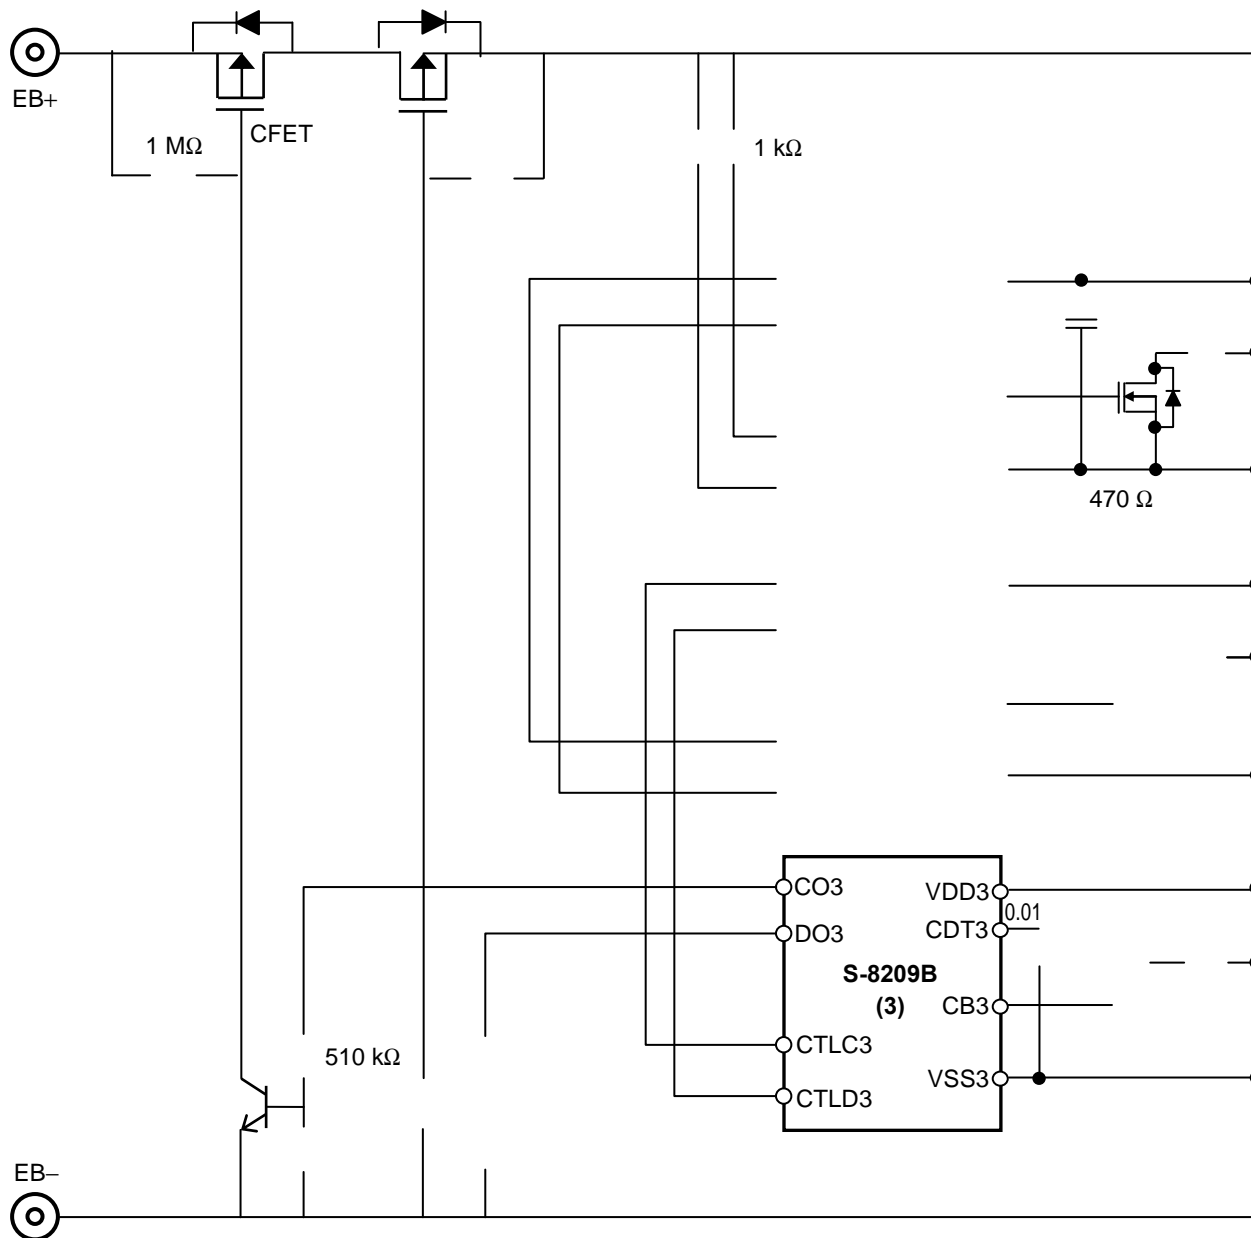 EB+
CFET
1 MΩ
1 kΩ
470 Ω
CO3
VDD3
0.01
DO3
CDT3
S-8209B
(3)
CB3
CTLC3
510 kΩ
VSS3
CTLD3
EB−